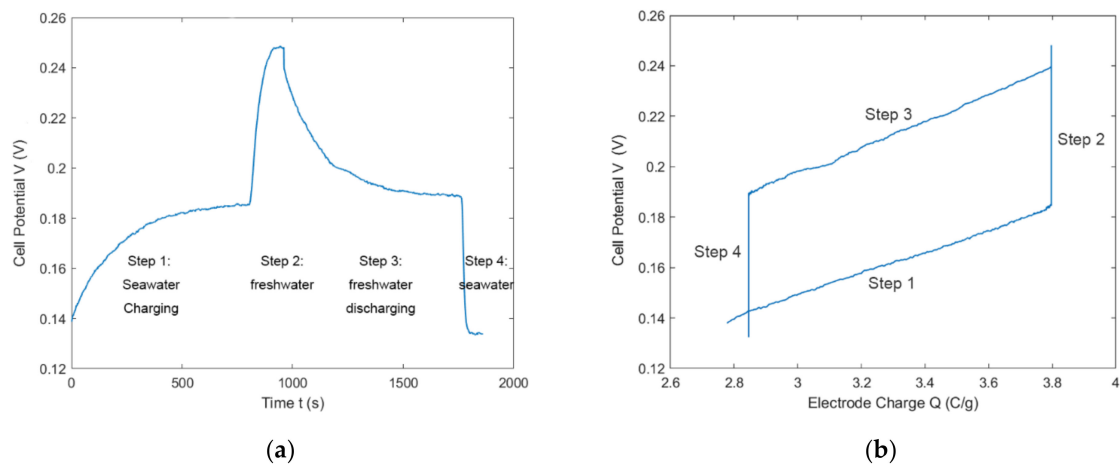 0.26
0.24
0.22
0.2
0.18
0.16
0.14
0.12
Cell Potential V (V)
Step 1:
Seawater
Charging
Step 2:
freshwater
Step 3:
freshwater
discharging
Step 4:
seawater
0
500
1000
1500
2000
Time t (s)
(a)
0.26
0.24
0.22
0.2
0.18
0.16
0.14
0.12
Cell Potential V (V)
Step 3
Step 2
Step 4
Step 1
2.6
2.8
3
3.2
3.4
3.6
3.8
4
Electrode Charge Q (C/g)
(b)